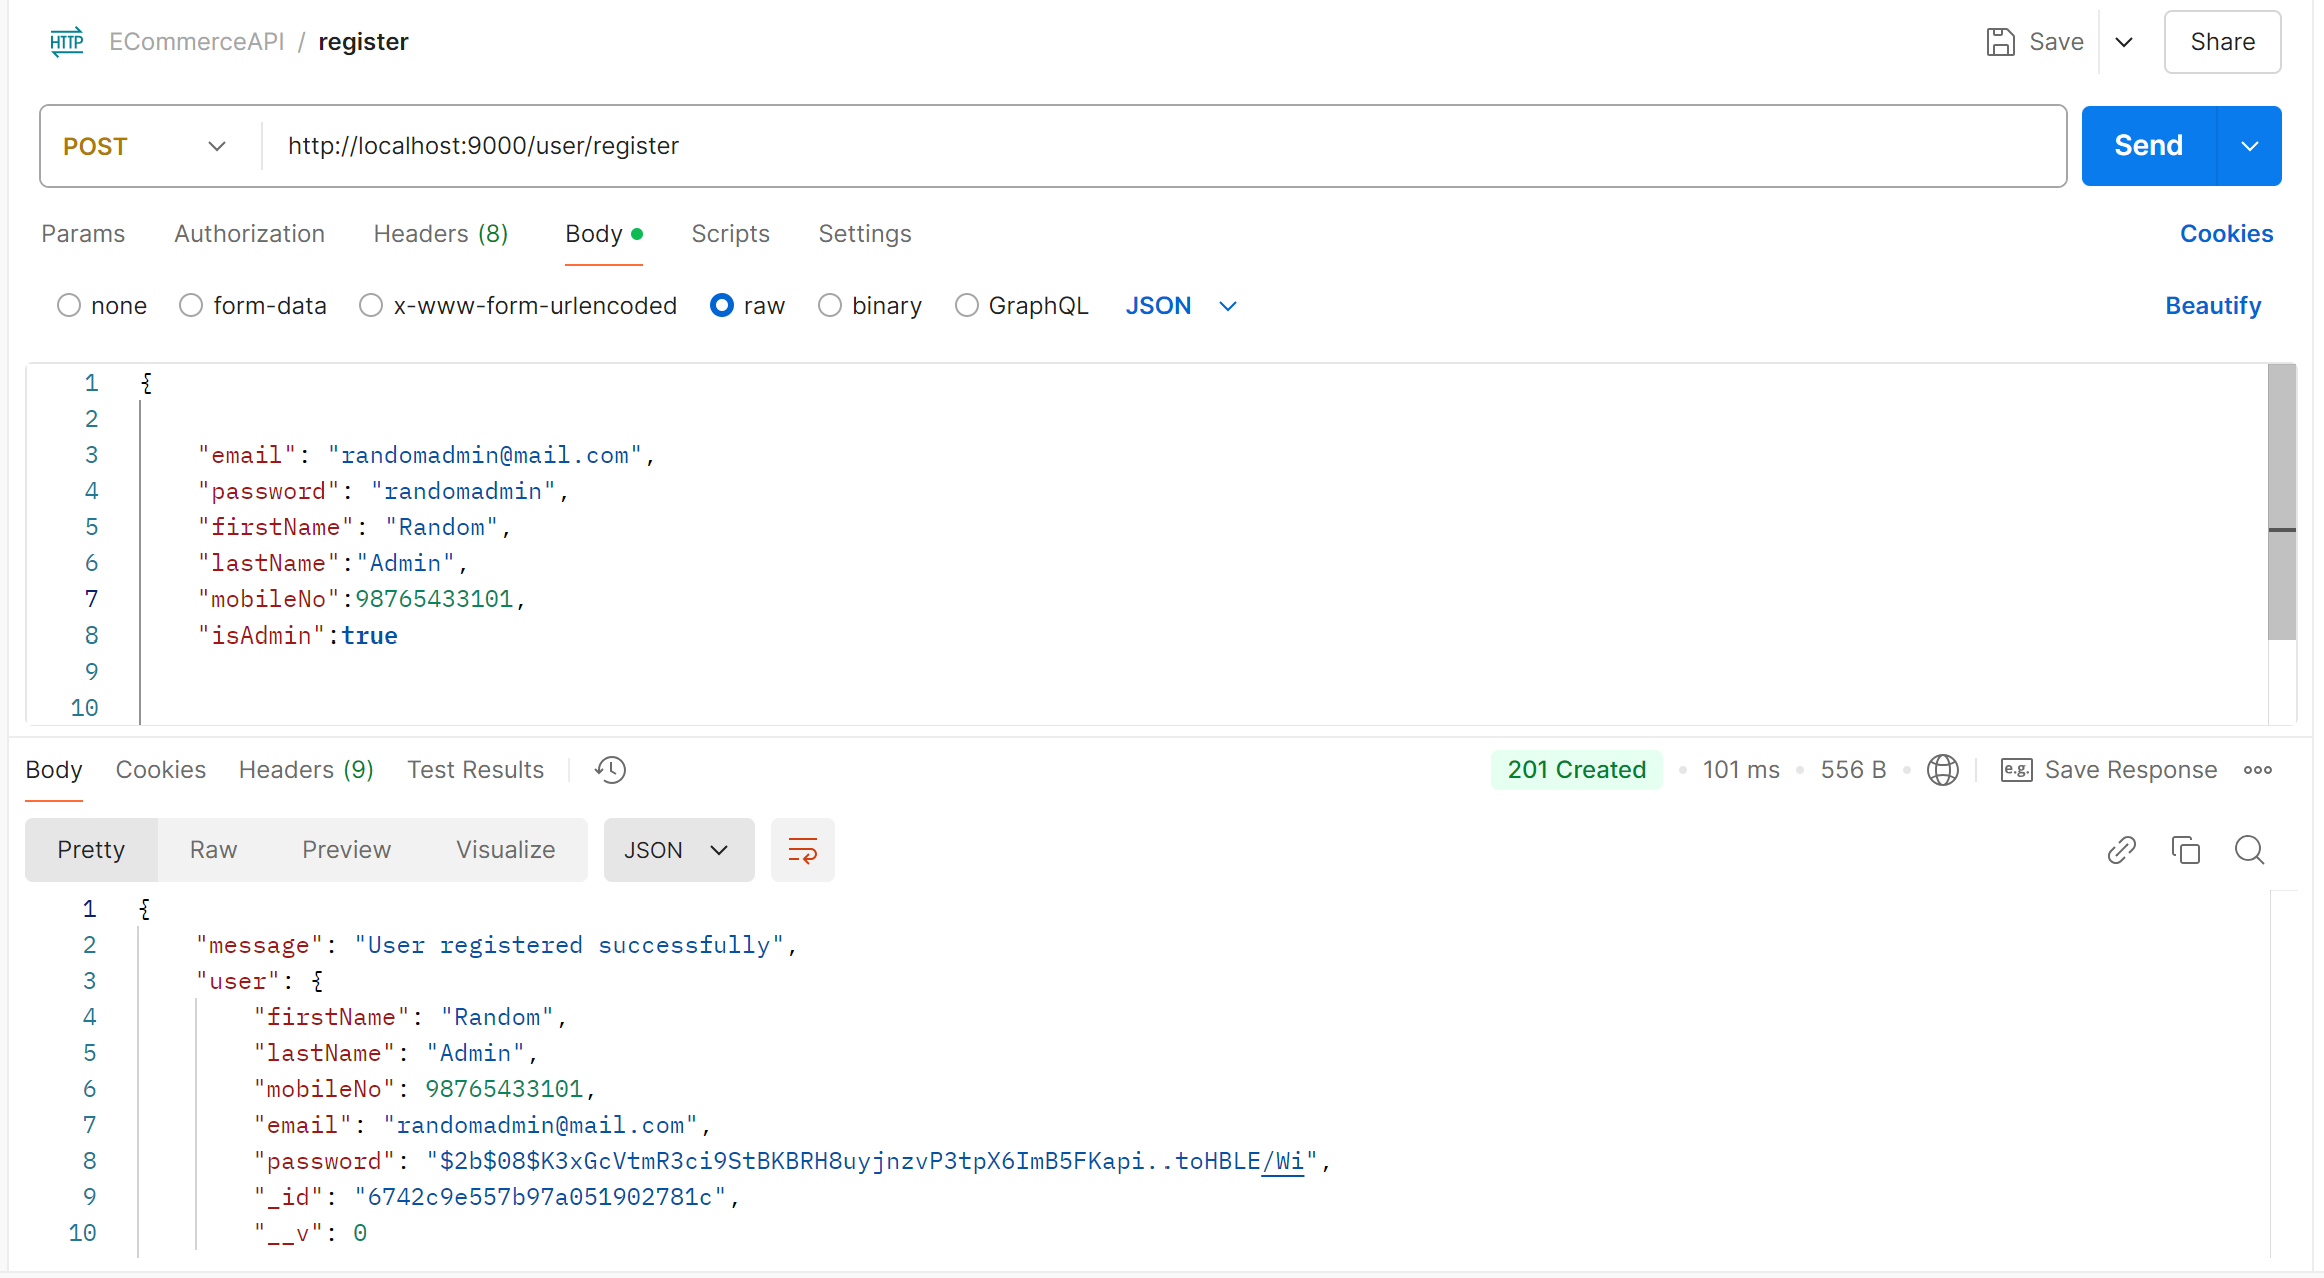 HTTP ECommerceAPI / register Save Share
POST http://localhost:9000/user/register Send
Params Authorization Headers (8) Body Scripts Settings Cookies
none form-data x-www-form-urlencoded raw binary GraphQL JSON Beautify
1 {
2
3 "email": "randomadmin@mail.com",
4 "password": "randomadmin",
5 "firstName": "Random",
6 "lastName":"Admin",
7 "mobileNo":98765433101,
8 "isAdmin":true
9
10
Body Cookies Headers (9) Test Results 201 Created 101 ms 556 B e.g. Save Response
Pretty Raw Preview Visualize JSON
1 {
2 "message": "User registered successfully",
3 "user": {
4 "firstName": "Random",
5 "lastName": "Admin",
6 "mobileNo": 98765433101,
7 "email": "randomadmin@mail.com",
8 "password": "$2b$08$K3xGcVtmR3ci9StBKBRH8uyjnzvP3tpX6ImB5FKapi..toHBLE/Wi",
9 "_id": "6742c9e557b97a051902781c",
10 "__v": 0